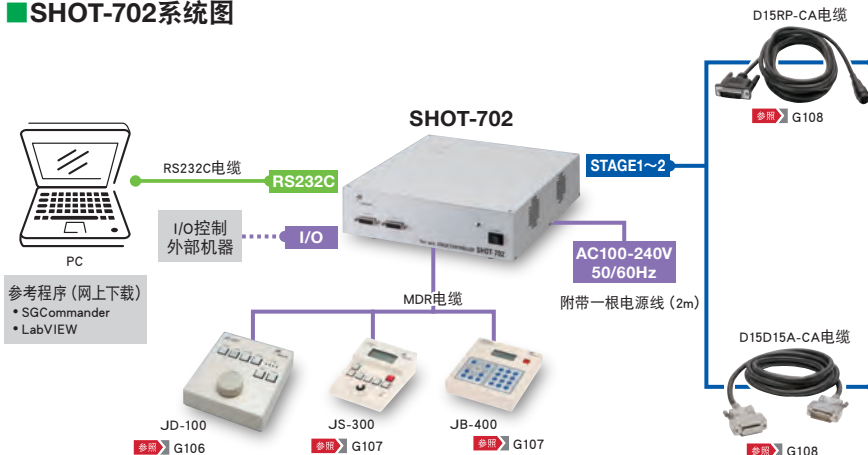 ■SHOT-702系统图
D15RP-CA电缆
参照 G108
SHOT-702
RS232C电缆
RS232C
STAGE1～2
I/O控制
外部机器
I/O
PC
AC100-240V
50/60Hz
附带一根电源线（2m）
参考程序（网上下载）
• SGCommander
• LabVIEW
MDR电缆
D15D15A-CA电缆
JD-100
参照 G106
JS-300
参照 G107
JB-400
参照 G107
参照 G108